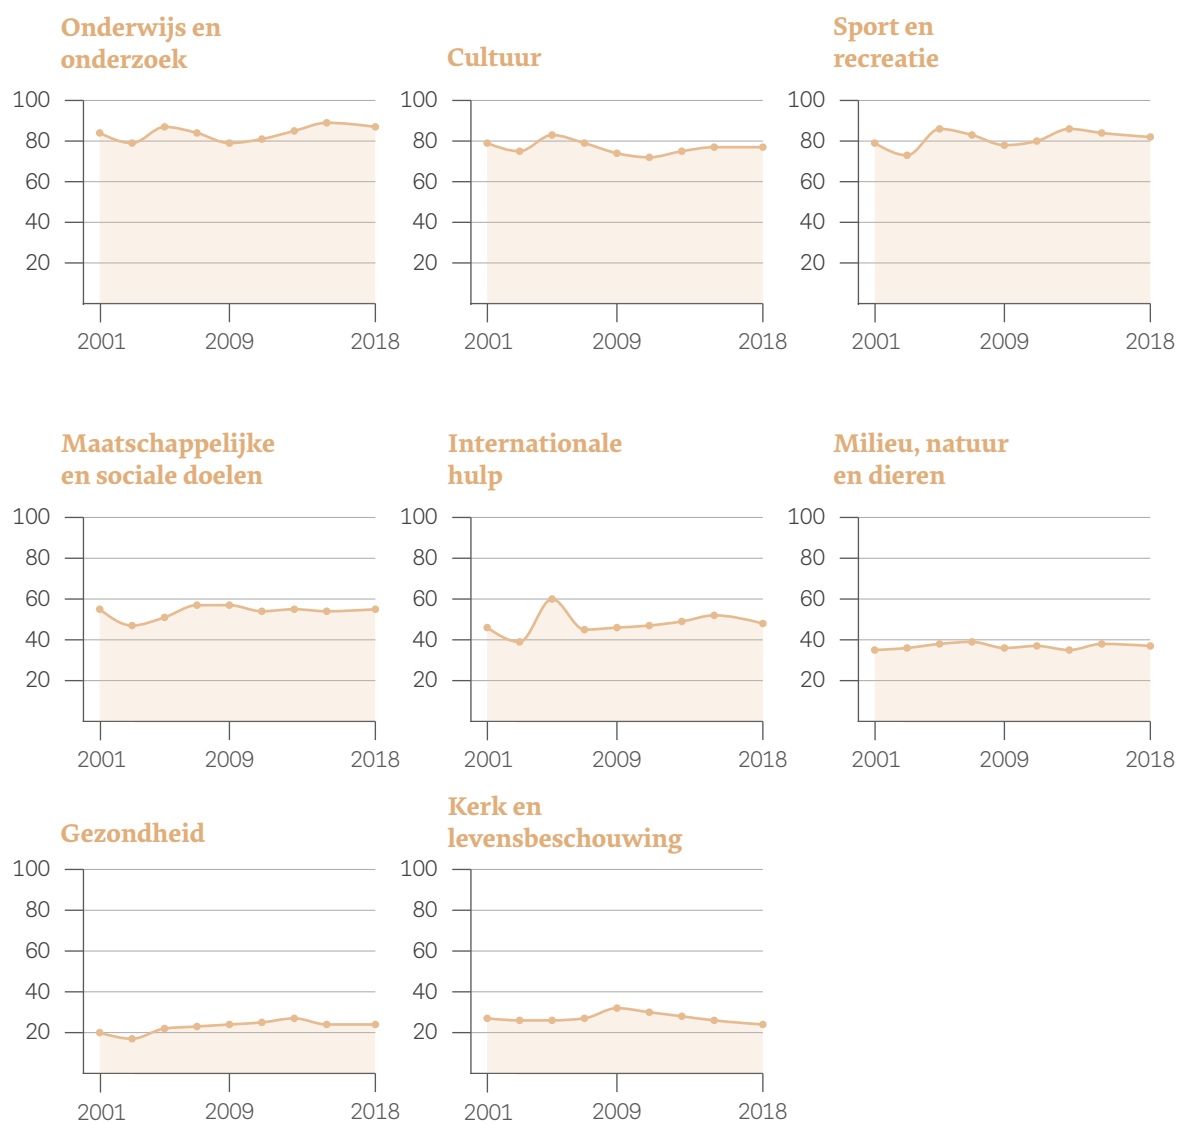 Onderwijs en
onderzoek
100
80
60
40
20
2001 2009 2018
Cultuur
100
80
60
40
20
2001 2009 2018
Sport en
recreatie
100
80
60
40
20
2001 2009 2018
Maatschappelijke
en sociale doelen
100
80
60
40
20
2001 2009 2018
Internationale
hulp
100
80
60
40
20
2001 2009 2018
Milieu, natuur
en dieren
100
80
60
40
20
2001 2009 2018
Gezondheid
100
80
60
40
20
2001 2009 2018
Kerk en
levensbeschouwing
100
80
60
40
20
2001 2009 2018